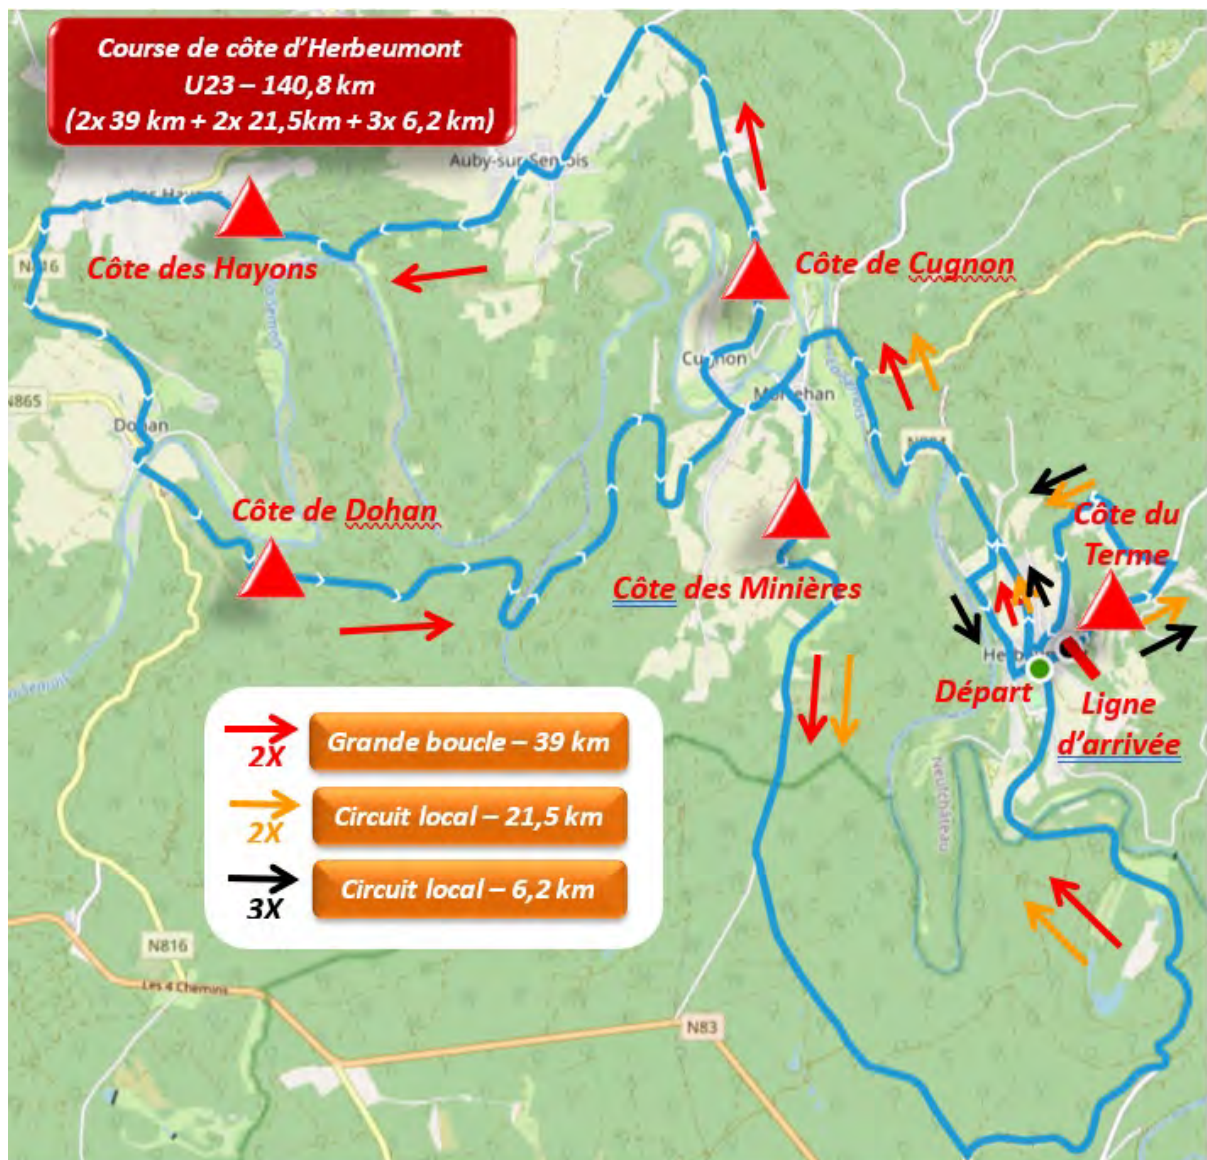 Course de côte d’Herbeumont
U23 – 140,8 km
(2x 39 km + 2x 21,5km + 3x 6,2 km)
Auby-sur-Semois
Les Hayons
Côte des Hayons
N816
Côte de Cugnon
Cugnon
Mortehan
N865
Dohan
N884
Côte de Dohan
Côte du
Terme
Côte des Minières
Départ
Ligne
d’arrivée
Neufchâteau
2X
Grande boucle – 39 km
2X
Circuit local – 21,5 km
3X
Circuit local – 6,2 km
N816
Les 4 Chemins
N83